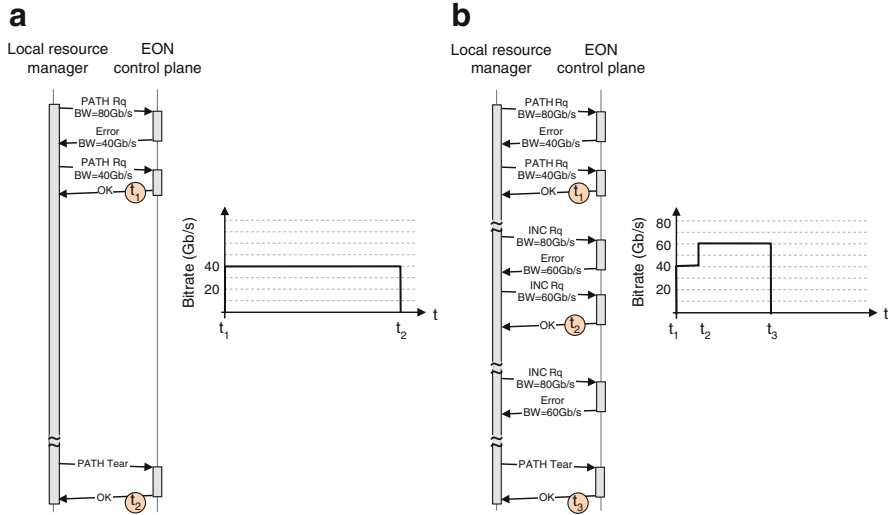 a
Local resource
manager
EON
control plane
PATH Rq
BW=80Gb/s
Error
BW=40Gb/s
PATH Rq
BW=40Gb/s
OK
t1
PATH Tear
OK
t2
Bitrate (Gb/s)
40
20
t1
t2
t
b
Local resource
manager
EON
control plane
PATH Rq
BW=80Gb/s
Error
BW=40Gb/s
PATH Rq
BW=40Gb/s
OK
t1
INC Rq
BW=80Gb/s
Error
BW=60Gb/s
INC Rq
BW=60Gb/s
OK
t2
INC Rq
BW=80Gb/s
Error
BW=60Gb/s
PATH Tear
OK
t3
Bitrate (Gb/s)
80
60
40
20
t1
t2
t3
t